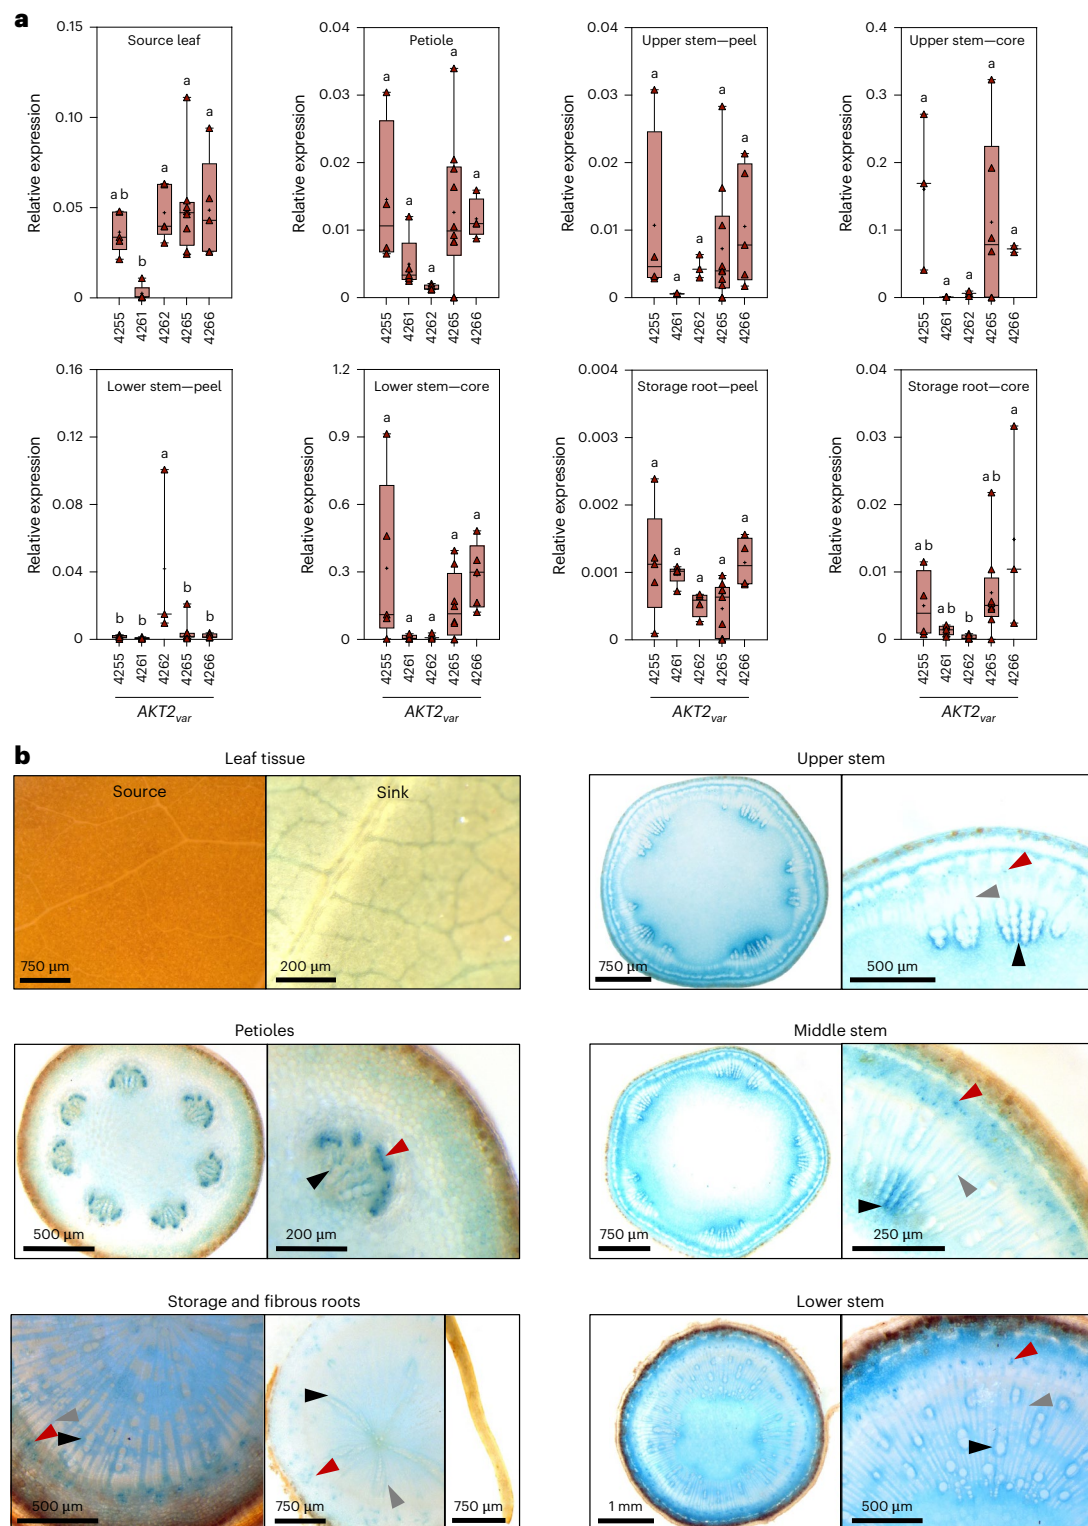 a
Source leaf
Relative expression
0.15
0.10
0.05
0
a b
b
a
a
a
4255
4261
4262
4265
4266
Petiole
Relative expression
0.04
0.03
0.02
0.01
0
a
a
a
a
a
4255
4261
4262
4265
4266
Upper stem—peel
Relative expression
0.04
0.03
0.02
0.01
0
a
a
a
a
a
4255
4261
4262
4265
4266
Upper stem—core
Relative expression
0.4
0.3
0.2
0.1
0
a
a
a
a
a
4255
4261
4262
4265
4266
Lower stem—peel
Relative expression
0.16
0.12
0.08
0.04
0
b
b
a
b
b
4255
4261
4262
4265
4266
AKT2var
Lower stem—core
Relative expression
1.2
0.9
0.6
0.3
0
a
a
a
a
a
4255
4261
4262
4265
4266
AKT2var
Storage root—peel
Relative expression
0.004
0.003
0.002
0.001
0
a
a
a
a
a
4255
4261
4262
4265
4266
AKT2var
Storage root—core
Relative expression
0.04
0.03
0.02
0.01
0
a b
a b
b
a b
a
4255
4261
4262
4265
4266
AKT2var
b
Leaf tissue
Source
Sink
750 µm
200 µm
Upper stem
750 µm
500 µm
Petioles
500 µm
200 µm
Middle stem
750 µm
250 µm
Storage and fibrous roots
500 µm
750 µm
750 µm
Lower stem
1 mm
500 µm